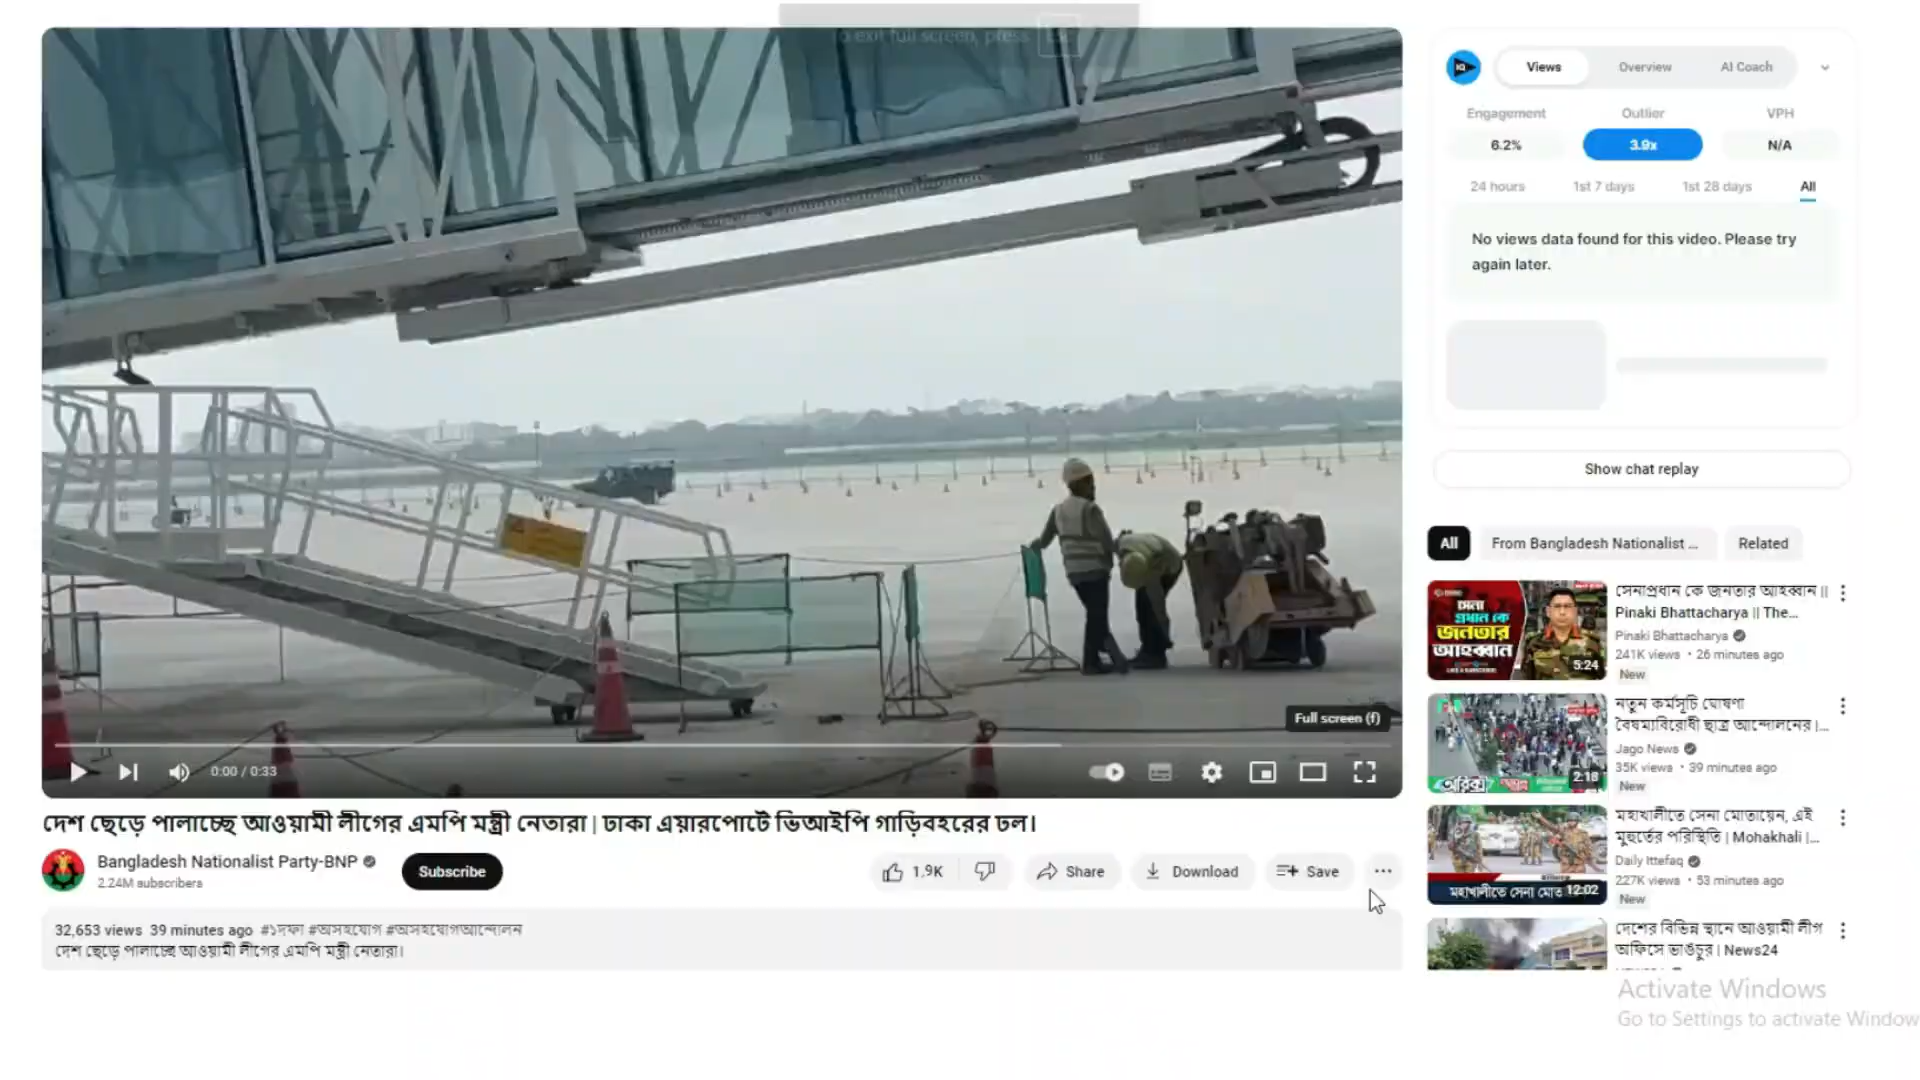 to exit full screen, press Esc
Full screen (f)
0:00 / 0:33
দেশ ছেড়ে পালাচ্ছে আওয়ামী লীগের এমপি মন্ত্রী নেতারা | ঢাকা এয়ারপোর্টে ভিআইপি গাড়িবহরের ঢল।
Bangladesh Nationalist Party-BNP
2.24M subscribers
Subscribe
1.9K
Share
Download
Save
32,653 views 39 minutes ago #১দফা #অসহযোগ #অসহযোগআন্দোলন
দেশ ছেড়ে পালাচ্ছে আওয়ামী লীগের এমপি মন্ত্রী নেতারা।
IQ
Views
Overview
AI Coach
Engagement
Outlier
VPH
6.2%
3.9x
N/A
24 hours
1st 7 days
1st 28 days
All
No views data found for this video. Please try
again later.
Show chat replay
All
From Bangladesh Nationalist ...
Related
সেনা
প্রধান কে
জনতার
আহব্বান
5:24
সেনাপ্রধান কে জনতার আহব্বান ||
Pinaki Bhattacharya || The...
Pinaki Bhattacharya
241K views • 26 minutes ago
New
2:18
নতুন কর্মসূচি ঘোষণা
বৈষম্যবিরোধী ছাত্র আন্দোলনের |...
Jago News
35K views • 39 minutes ago
New
মহাখালীতে সেনা মোত
12:02
মহাখালীতে সেনা মোতায়েন, এই
মুহূর্তের পরিস্থিতি | Mohakhali |...
Daily Ittefaq
227K views • 53 minutes ago
New
দেশের বিভিন্ন স্থানে আওয়ামী লীগ
অফিসে ভাঙচুর | News24
Activate Windows
Go to Settings to activate Window